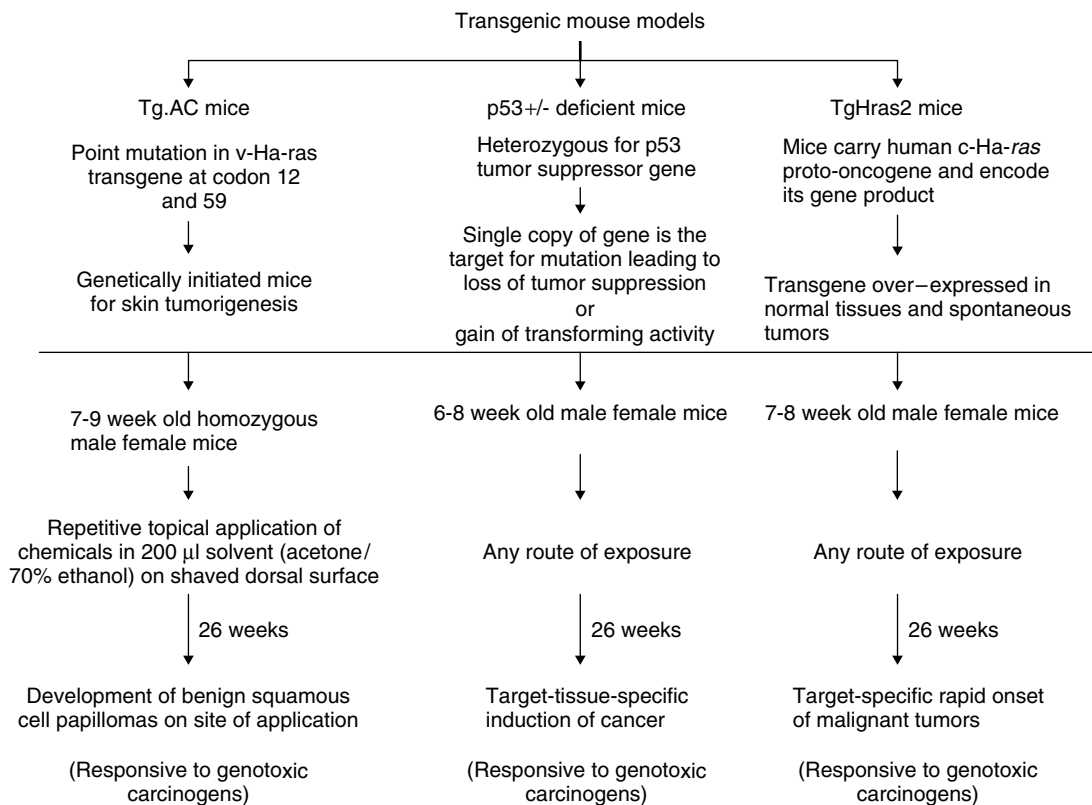 Transgenic mouse models
Tg.AC mice
Point mutation in v-Ha-ras
transgene at codon 12
and 59
Genetically initiated mice
for skin tumorigenesis
p53+/- deficient mice
Heterozygous for p53
tumor suppressor gene
Single copy of gene is the
target for mutation leading to
loss of tumor suppression
or
gain of transforming activity
TgHras2 mice
Mice carry human c-Ha-ras
proto-oncogene and encode
its gene product
Transgene over–expressed in
normal tissues and spontaneous
tumors
7-9 week old homozygous
male female mice
Repetitive topical application of
chemicals in 200 µl solvent (acetone/
70% ethanol) on shaved dorsal surface
26 weeks
Development of benign squamous
cell papillomas on site of application
(Responsive to genotoxic
carcinogens)
6-8 week old male female mice
Any route of exposure
26 weeks
Target-tissue-specific
induction of cancer
(Responsive to genotoxic
carcinogens)
7-8 week old male female mice
Any route of exposure
26 weeks
Target-specific rapid onset
of malignant tumors
(Responsive to genotoxic
carcinogens)